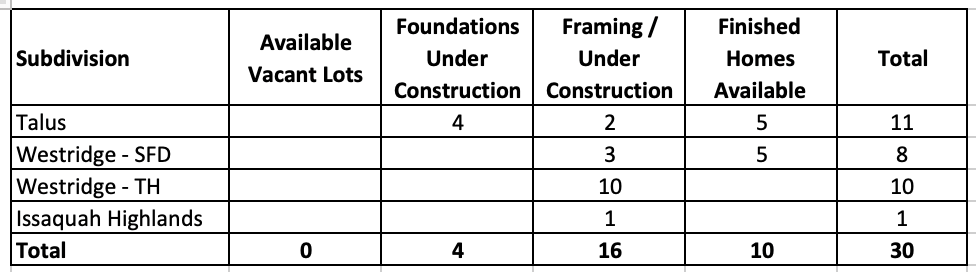 Subdivision Available Vacant Lots Foundations Under Construction Framing / Under Construction Finished Homes Available Total
Talus 4 2 5 11
Westridge - SFD 3 5 8
Westridge - TH 10 10
Issaquah Highlands 1 1
Total 0 4 16 10 30